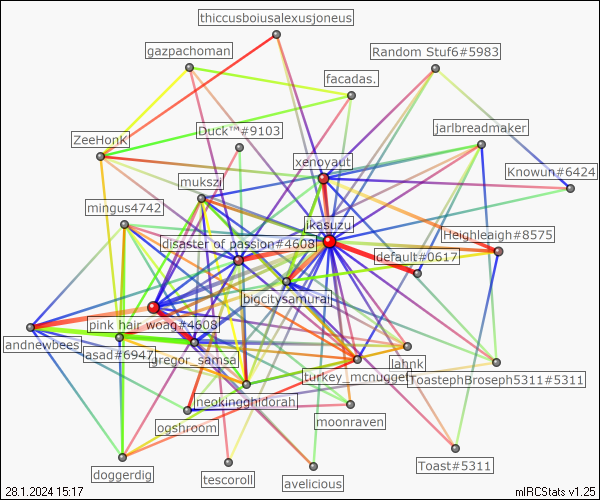 thiccusboiusalexusjoneus
gazpachoman
Random Stuf6#5983
facadas.
Duck™#9103
jarlbreadmaker
ZeeHonK
xenoyaut
Knowun#6424
mukszi
mingus4742
jkasuzu
Heighleaigh#8575
disaster of passion#4608
default#0617
bigcitysamurai
pink hair woag#4608
andnewbees
asad#6947
gregor_samsa
lahnk
turkey_mcnugget
ToastephBroseph5311#5311
neokingghidorah
moonraven
ogshroom
doggerdig
Toast#5311
tescoroll
avelicious
28.1.2024 15:17
mIRCStats v1.25